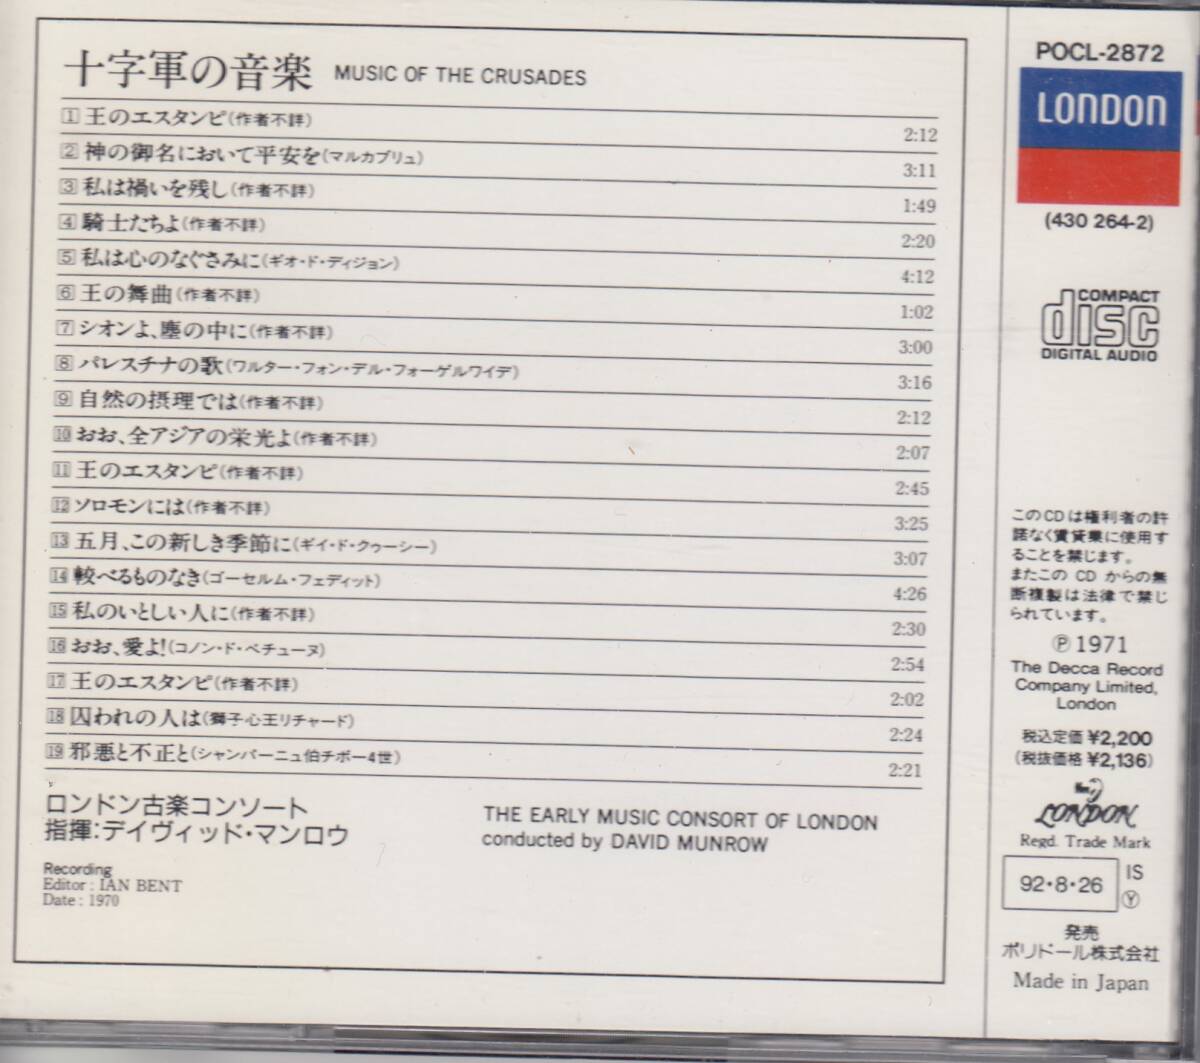 十字軍の音楽 MUSIC OF THE CRUSADES
1 王のエスタンピ(作者不詳) 2:12
2 神の御名において平安を(マルカブリュ) 3:11
3 私は禍いを残し(作者不詳) 1:49
4 騎士たちよ(作者不詳) 2:20
5 私は心のなぐさみに(ギオ・ド・ディジョン) 4:12
6 王の舞曲(作者不詳) 1:02
7 シオンよ、塵の中に(作者不詳) 3:00
8 パレスチナの歌(ワルター・フォン・デル・フォーゲルワイデ) 3:16
9 自然の摂理では(作者不詳) 2:12
10 おお、全アジアの栄光よ(作者不詳) 2:07
11 王のエスタンピ(作者不詳) 2:45
12 ソロモンには(作者不詳) 3:25
13 五月、この新しき季節に(ギイ・ド・クゥーシー) 3:07
14 較べるものなき(ゴーセルム・フェディット) 4:26
15 私のいとしい人に(作者不詳) 2:30
16 おお、愛よ!(コノン・ド・ベチューヌ) 2:54
17 王のエスタンピ(作者不詳) 2:02
18 囚われの人は(獅子心王リチャード) 2:24
19 邪悪と不正と(シャンパーニュ伯チボー4世) 2:21
ロンドン古楽コンソート
指揮:デイヴィッド・マンロウ
THE EARLY MUSIC CONSORT OF LONDON
conducted by DAVID MUNROW
Recording
Editor : IAN BENT
Date : 1970
POCL-2872
LONDON
(430 264-2)
COMPACT
disc
DIGITAL AUDIO
このCDは権利者の許
諾なく賃貸業に使用す
ることを禁じます。
またこの CD からの無
断複製は法律で禁じ
られています。
Ⓟ 1971
The Decca Record
Company Limited,
London
税込定価 ¥2,200
(税抜価格 ¥2,136)
LONDON
Regd. Trade Mark
92・8・26
IS
Ⓨ
発売
ポリドール株式会社
Made in Japan